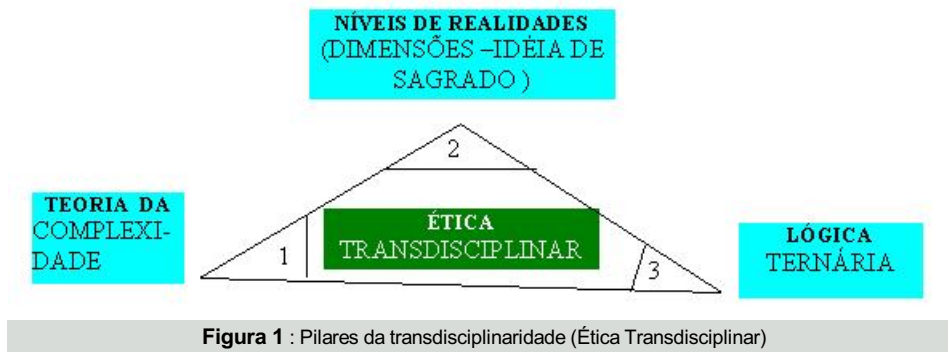 NÍVEIS DE REALIDADES
(DIMENSÕES –IDÉIA DE
SAGRADO )
2
TEORIA DA
COMPLEXI-
DADE
1
ÉTICA
TRANSDISCIPLINAR
3
LÓGICA
TERNÁRIA
Figura 1 : Pilares da transdisciplinaridade (Ética Transdisciplinar)